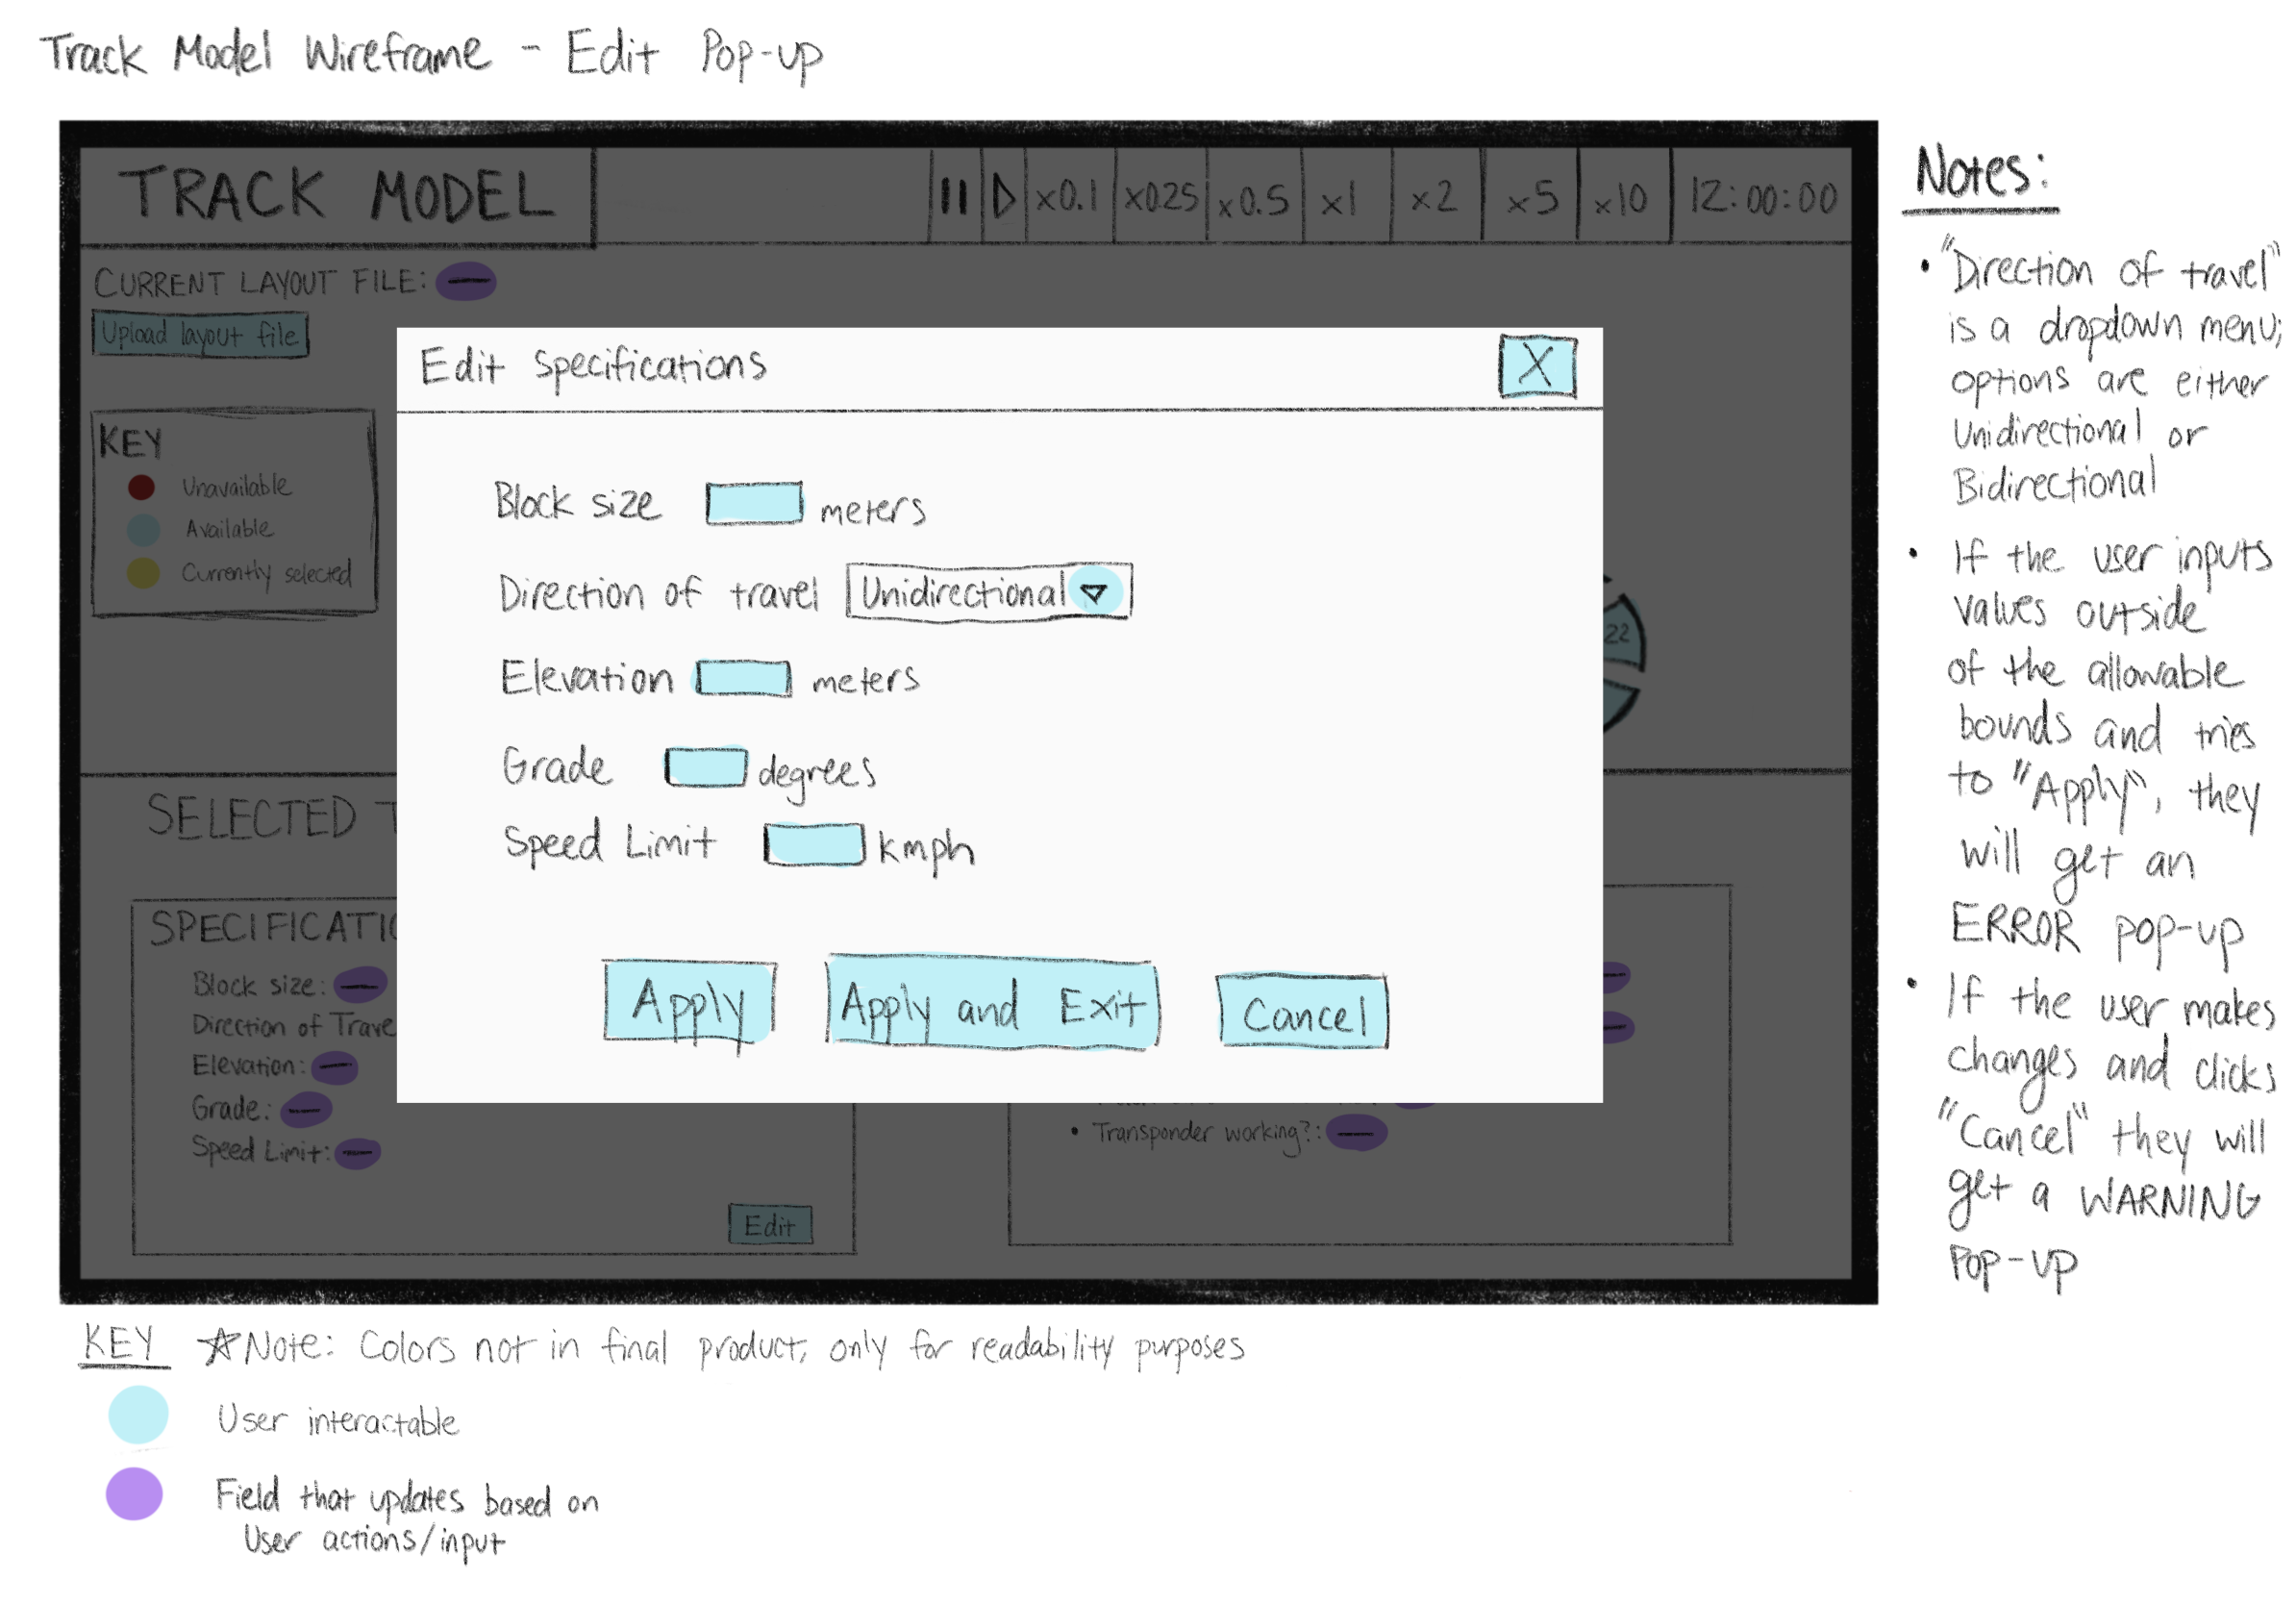 Track Model Wireframe - Edit Pop-up
TRACK MODEL
x0.1
x0.25
x0.5
x1
x2
x5
x10
12:00:00
CURRENT LAYOUT FILE: —
Upload layout file
KEY
Unavailable
Available
Currently selected
22
Edit Specifications
X
Block size meters
Direction of travel Unidirectional
Elevation meters
Grade degrees
Speed Limit kmph
Apply
Apply and Exit
Cancel
SELECTED
Block size: —
Direction of
Elevation: —
Grade: —
Speed Limit: —
Edit
• Transponder working?: —
Notes:
• "Direction of travel"
is a dropdown menu;
options are either
Unidirectional or
Bidirectional
• If the user inputs
values outside
of the allowable
bounds and tries
to "Apply", they
will get an
ERROR pop-up
• If the user makes
changes and clicks
"Cancel" they will
get a WARNING
Pop-up
KEY ☆Note: Colors not in final product, only for readability purposes
User interactable
Field that updates based on
User actions/input